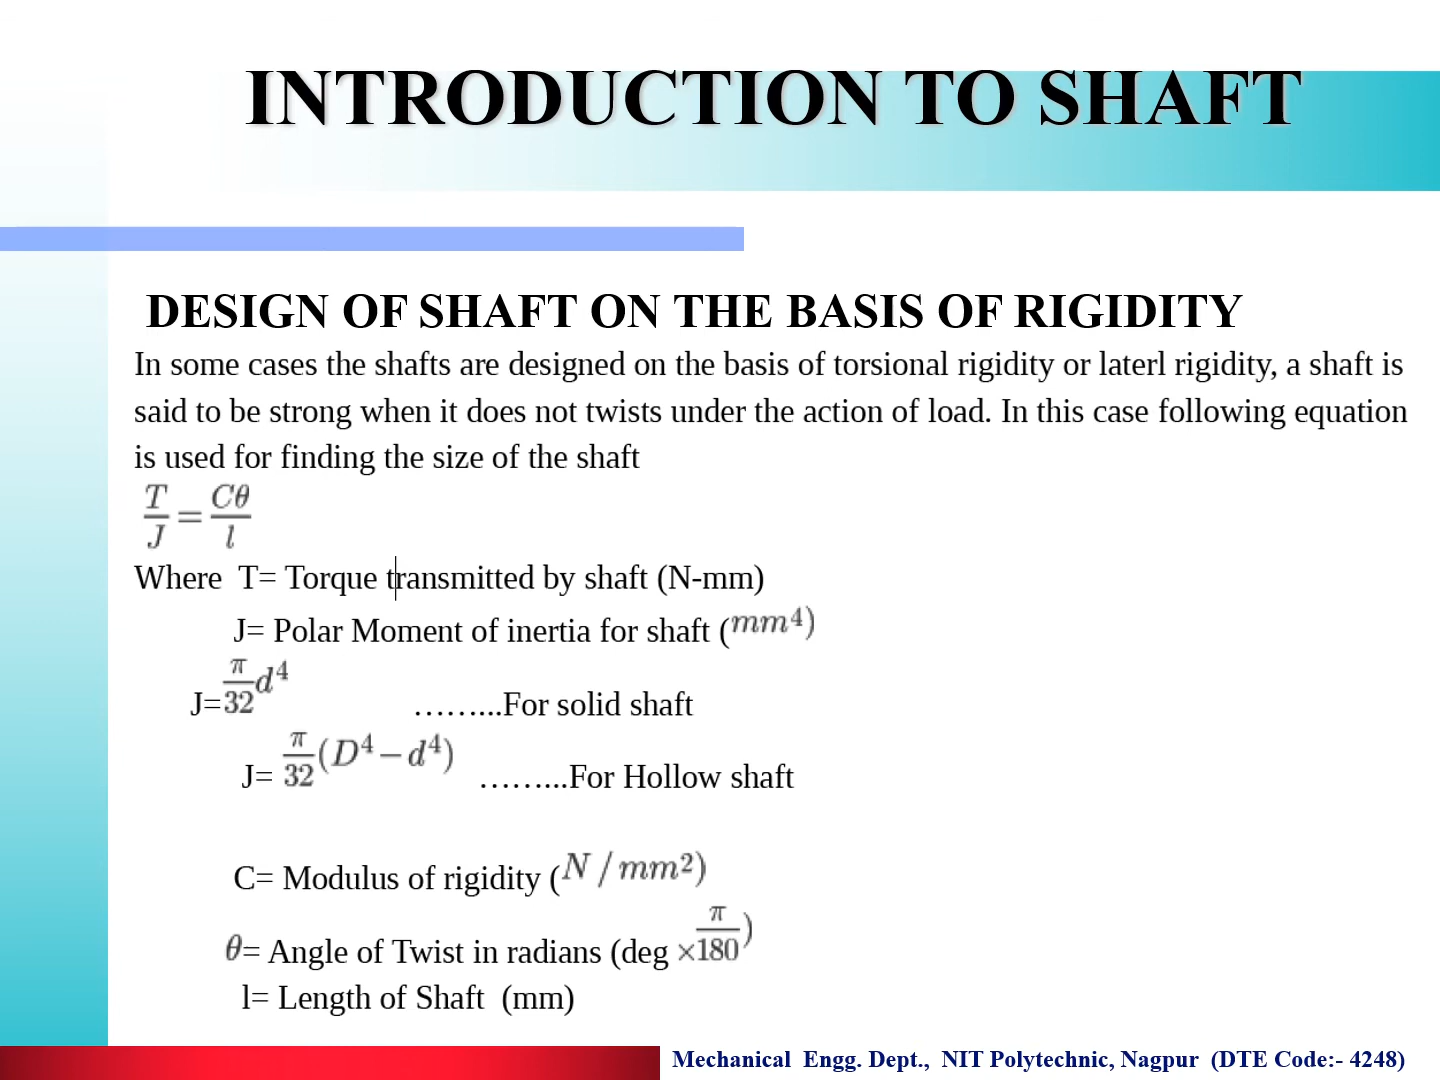 INTRODUCTION TO SHAFT
DESIGN OF SHAFT ON THE BASIS OF RIGIDITY
In some cases the shafts are designed on the basis of torsional rigidity or laterl rigidity, a shaft is
said to be strong when it does not twists under the action of load. In this case following equation
is used for finding the size of the shaft
T/J = Cθ/l
Where T= Torque transmitted by shaft (N-mm)
J= Polar Moment of inertia for shaft (mm⁴)
J= π/32 d⁴ ……...For solid shaft
J= π/32 (D⁴ – d⁴) ……...For Hollow shaft
C= Modulus of rigidity (N / mm²)
θ= Angle of Twist in radians (deg × π/180)
l= Length of Shaft (mm)
Mechanical Engg. Dept., NIT Polytechnic, Nagpur (DTE Code:- 4248)